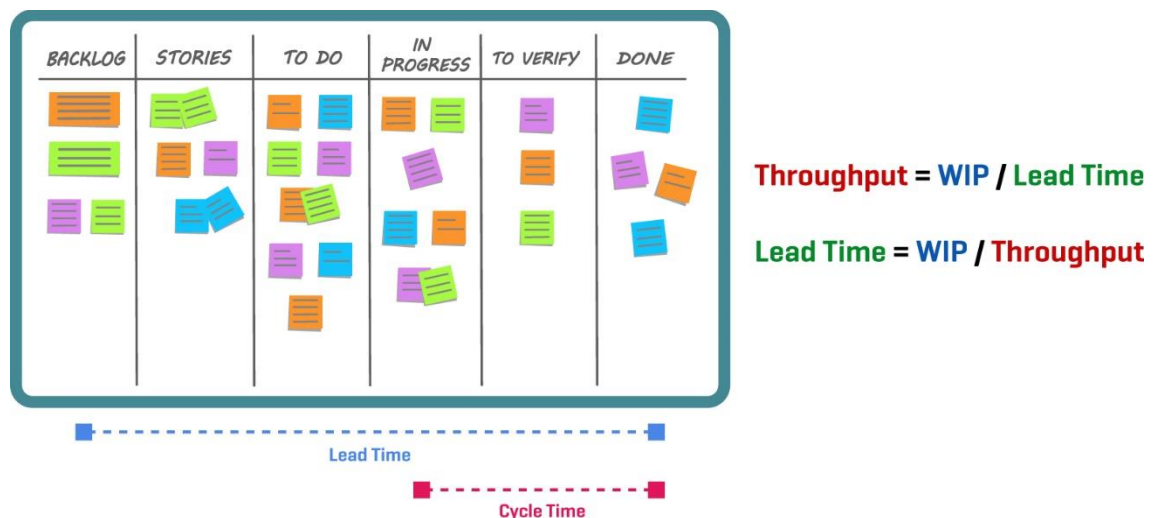 BACKLOG
STORIES
TO DO
IN
PROGRESS
TO VERIFY
DONE
Throughput = WIP / Lead Time
Lead Time = WIP / Throughput
Lead Time
Cycle Time